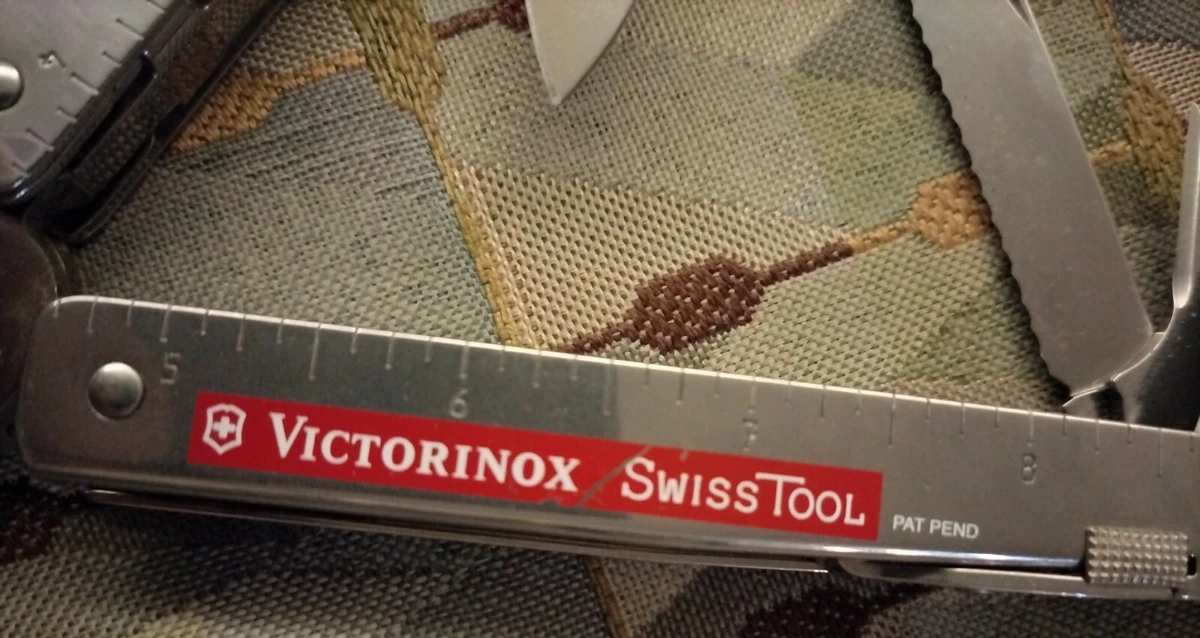 5 6 7 8
VICTORINOX SWISSTOOL PAT PEND